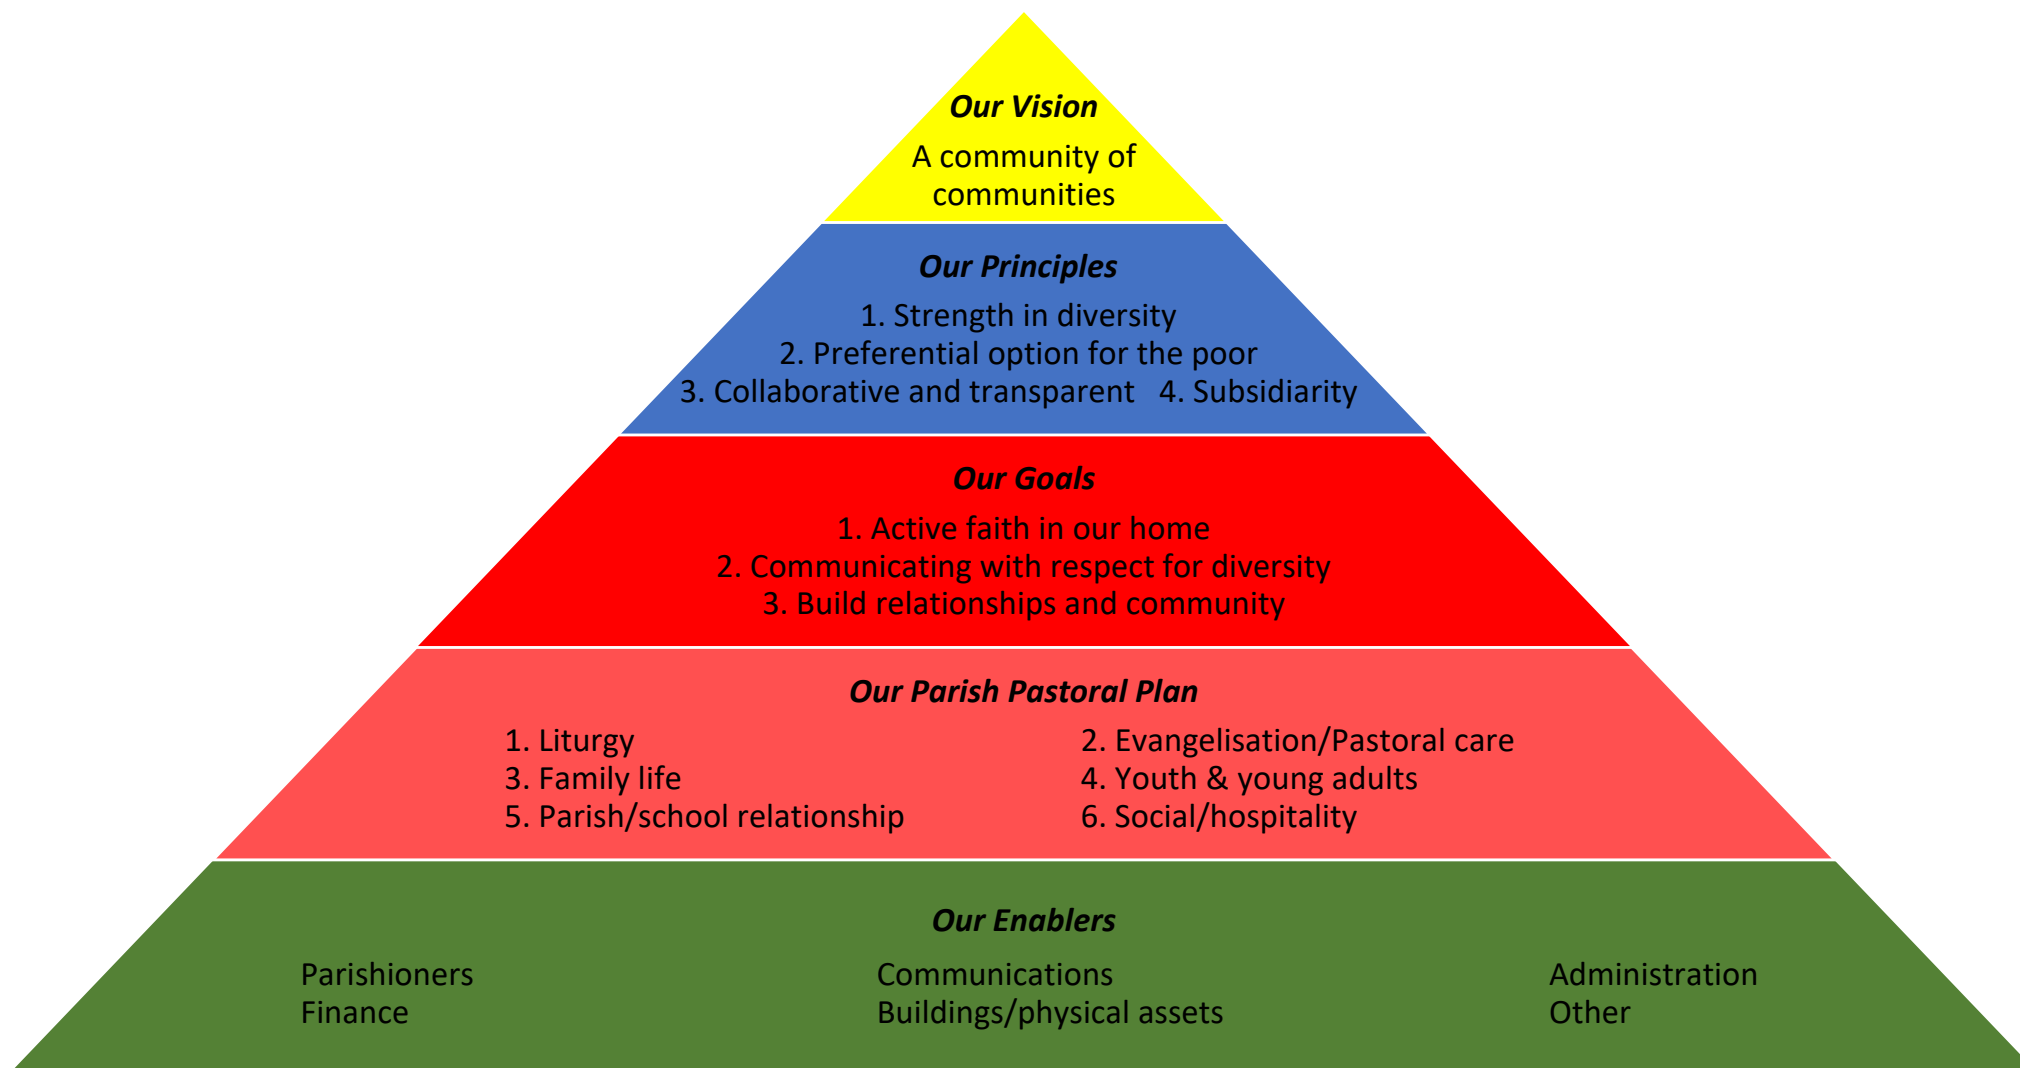 Our Vision
A community of
communities
Our Principles
1. Strength in diversity
2. Preferential option for the poor
3. Collaborative and transparent   4. Subsidiarity
Our Goals
1. Active faith in our home
2. Communicating with respect for diversity
3. Build relationships and community
Our Parish Pastoral Plan
1. Liturgy   2. Evangelisation/Pastoral care
3. Family life   4. Youth & young adults
5. Parish/school relationship   6. Social/hospitality
Our Enablers
Parishioners   Communications   Administration
Finance   Buildings/physical assets   Other